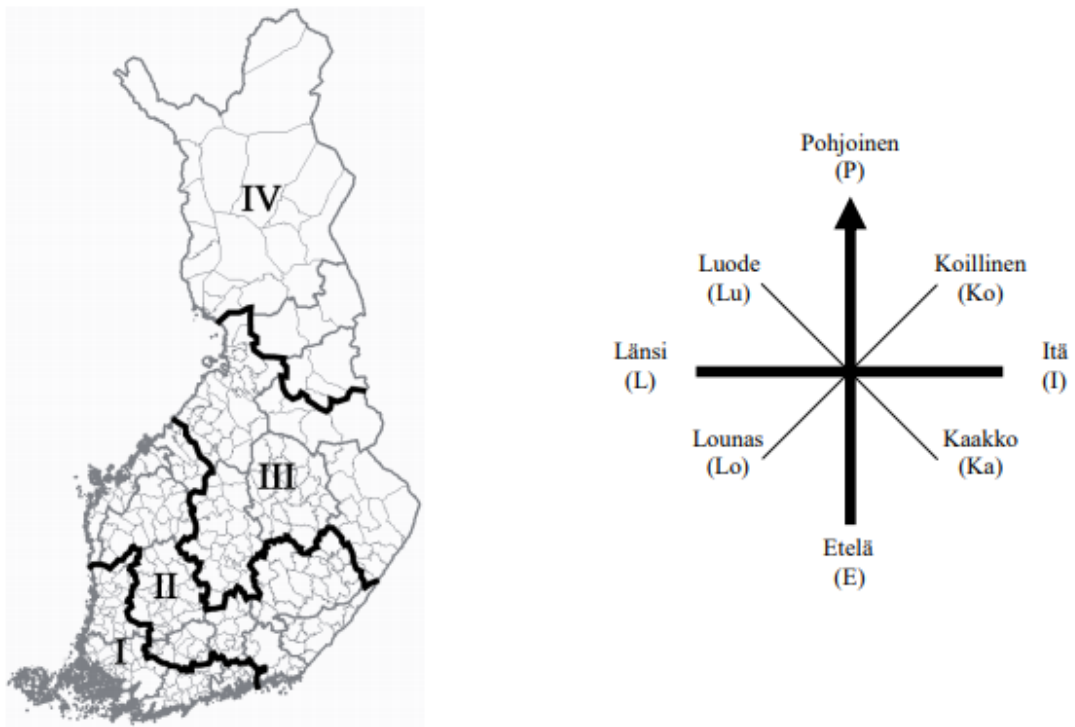 IV
III
II
I
Pohjoinen
(P)
Luode
(Lu)
Koillinen
(Ko)
Länsi
(L)
Itä
(I)
Lounas
(Lo)
Kaakko
(Ka)
Etelä
(E)